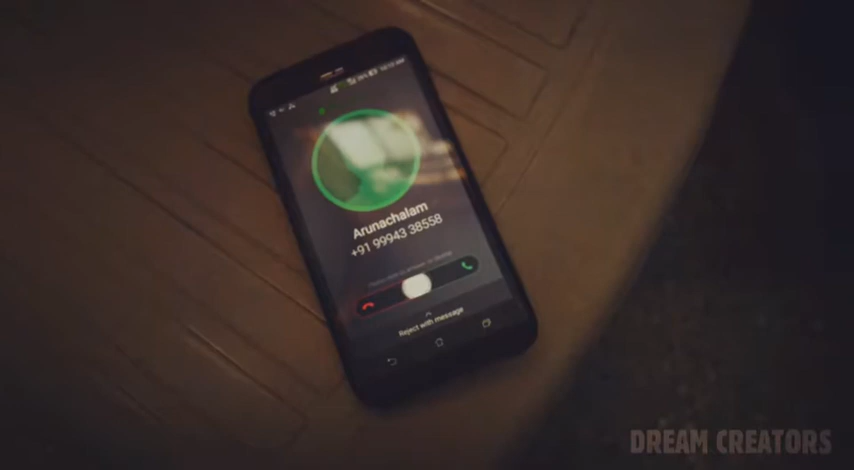 Arunachalam
+91 99943 38558
Reject with message
DREAM CREATORS